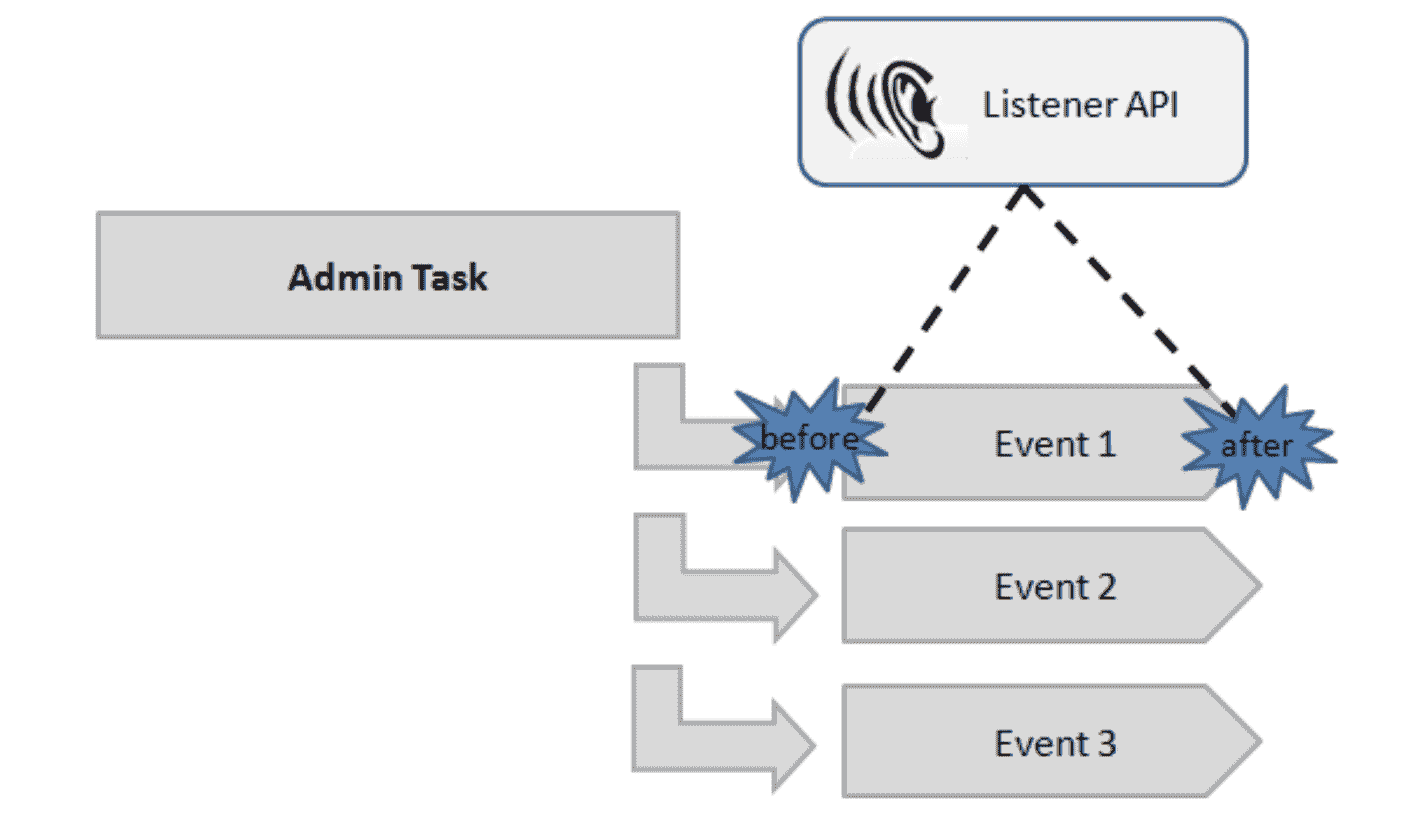 Listener API
Admin Task
before
Event 1
after
Event 2
Event 3